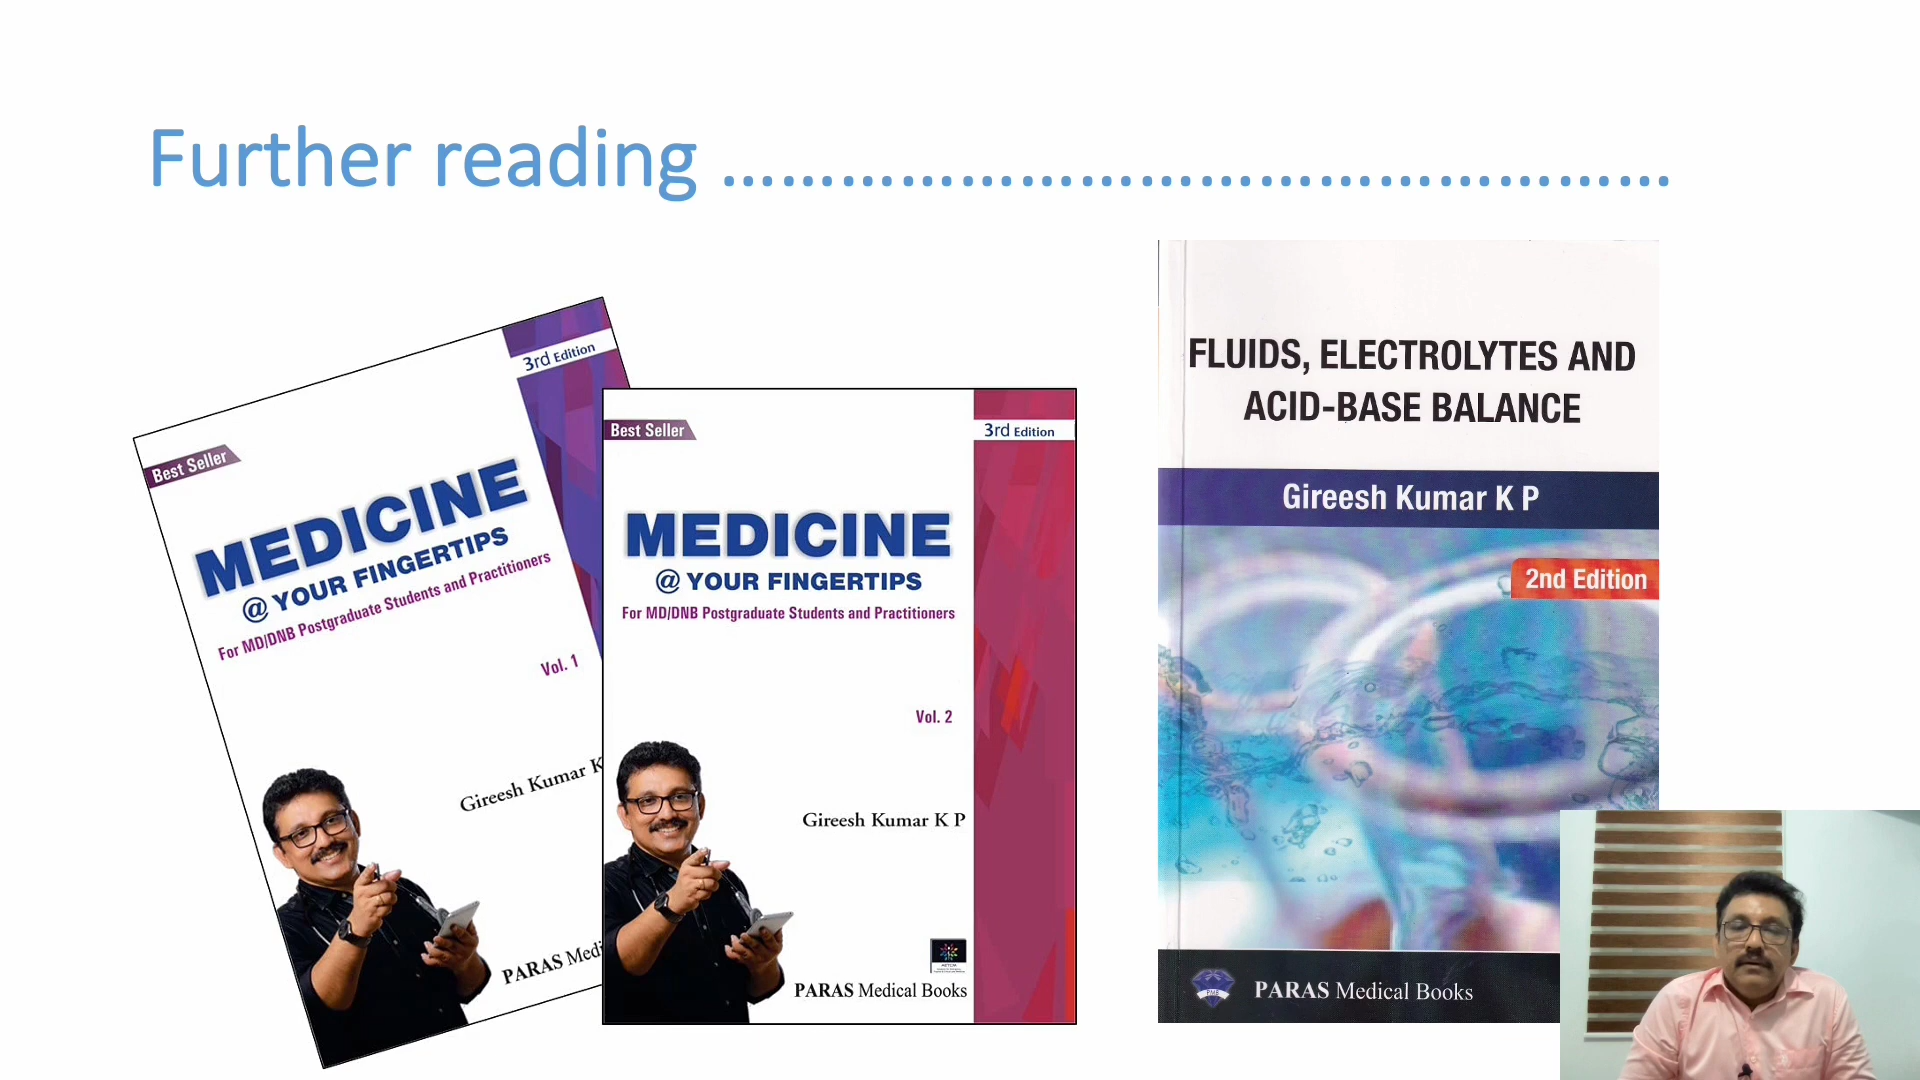 Further reading ................................................
3rd Edition
Best Seller
MEDICINE
@ YOUR FINGERTIPS
For MD/DNB Postgraduate Students and Practitioners
Vol. 1
Gireesh Kumar K
PARAS Medi
Best Seller
3rd Edition
MEDICINE
@ YOUR FINGERTIPS
For MD/DNB Postgraduate Students and Practitioners
Vol. 2
Gireesh Kumar K P
PARAS Medical Books
FLUIDS, ELECTROLYTES AND
ACID-BASE BALANCE
Gireesh Kumar K P
2nd Edition
PMB
PARAS Medical Books